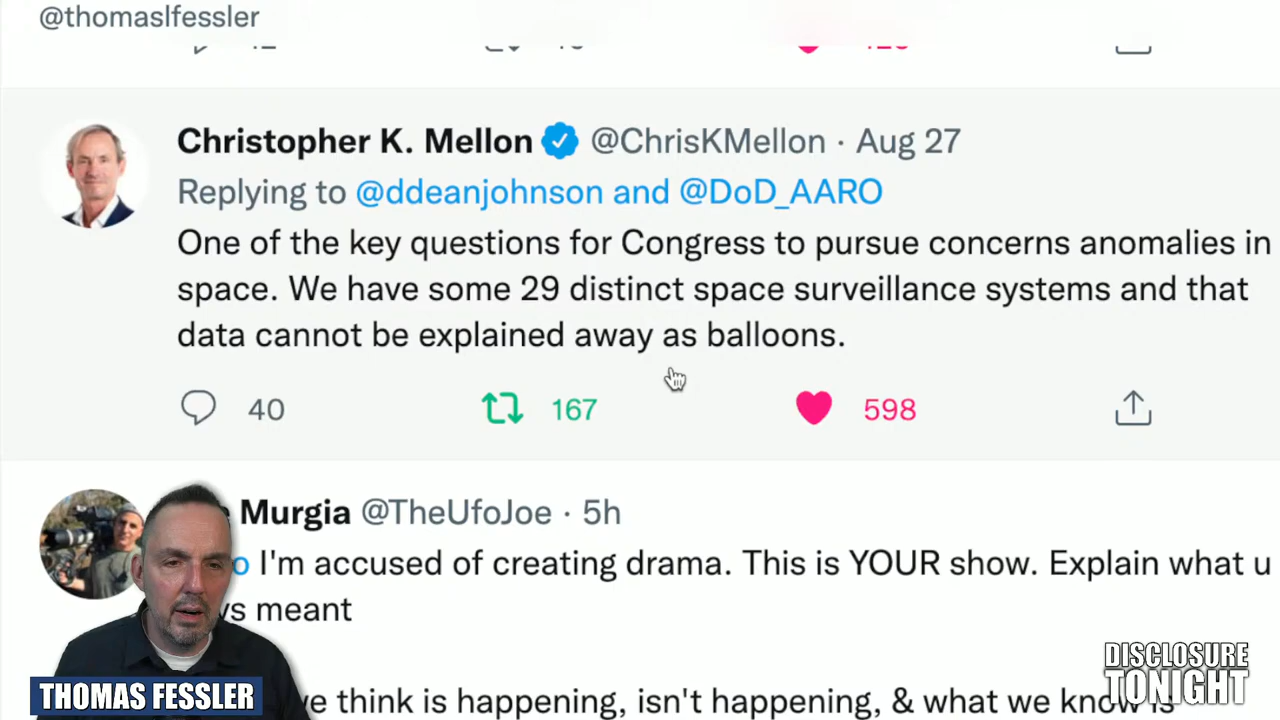 @thomaslfessler
Christopher K. Mellon @ChrisKMellon · Aug 27
Replying to @ddeanjohnson and @DoD_AARO
One of the key questions for Congress to pursue concerns anomalies in
space. We have some 29 distinct space surveillance systems and that
data cannot be explained away as balloons.
40 167 598
Murgia @TheUfoJoe · 5h
I'm accused of creating drama. This is YOUR show. Explain what u
meant
think is happening, isn't happening, & what we know is
THOMAS FESSLER
DISCLOSURE
TONIGHT